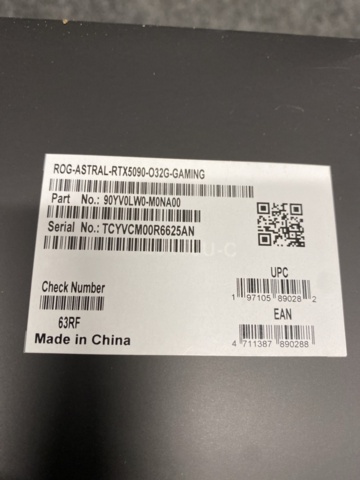 ROG-ASTRAL-RTX5090-O32G-GAMING
Part No.: 90YV0LW0-M0NA00
Serial No.: TCYVCM00R6625AN
Check Number
63RF
Made in China
UPC
1 97105 89028 2
EAN
4 711387 890288